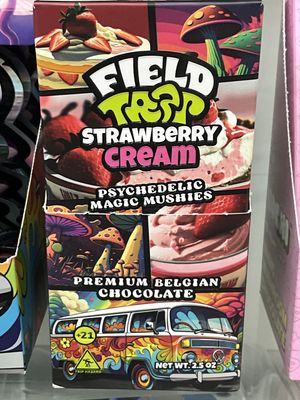 FIELD
TRIP
STRAWBERRY
CREAM
PSYCHEDELIC
MAGIC MUSHIES
PREMIUM BELGIAN
CHOCOLATE
+21
NET WT. 2.5 OZ